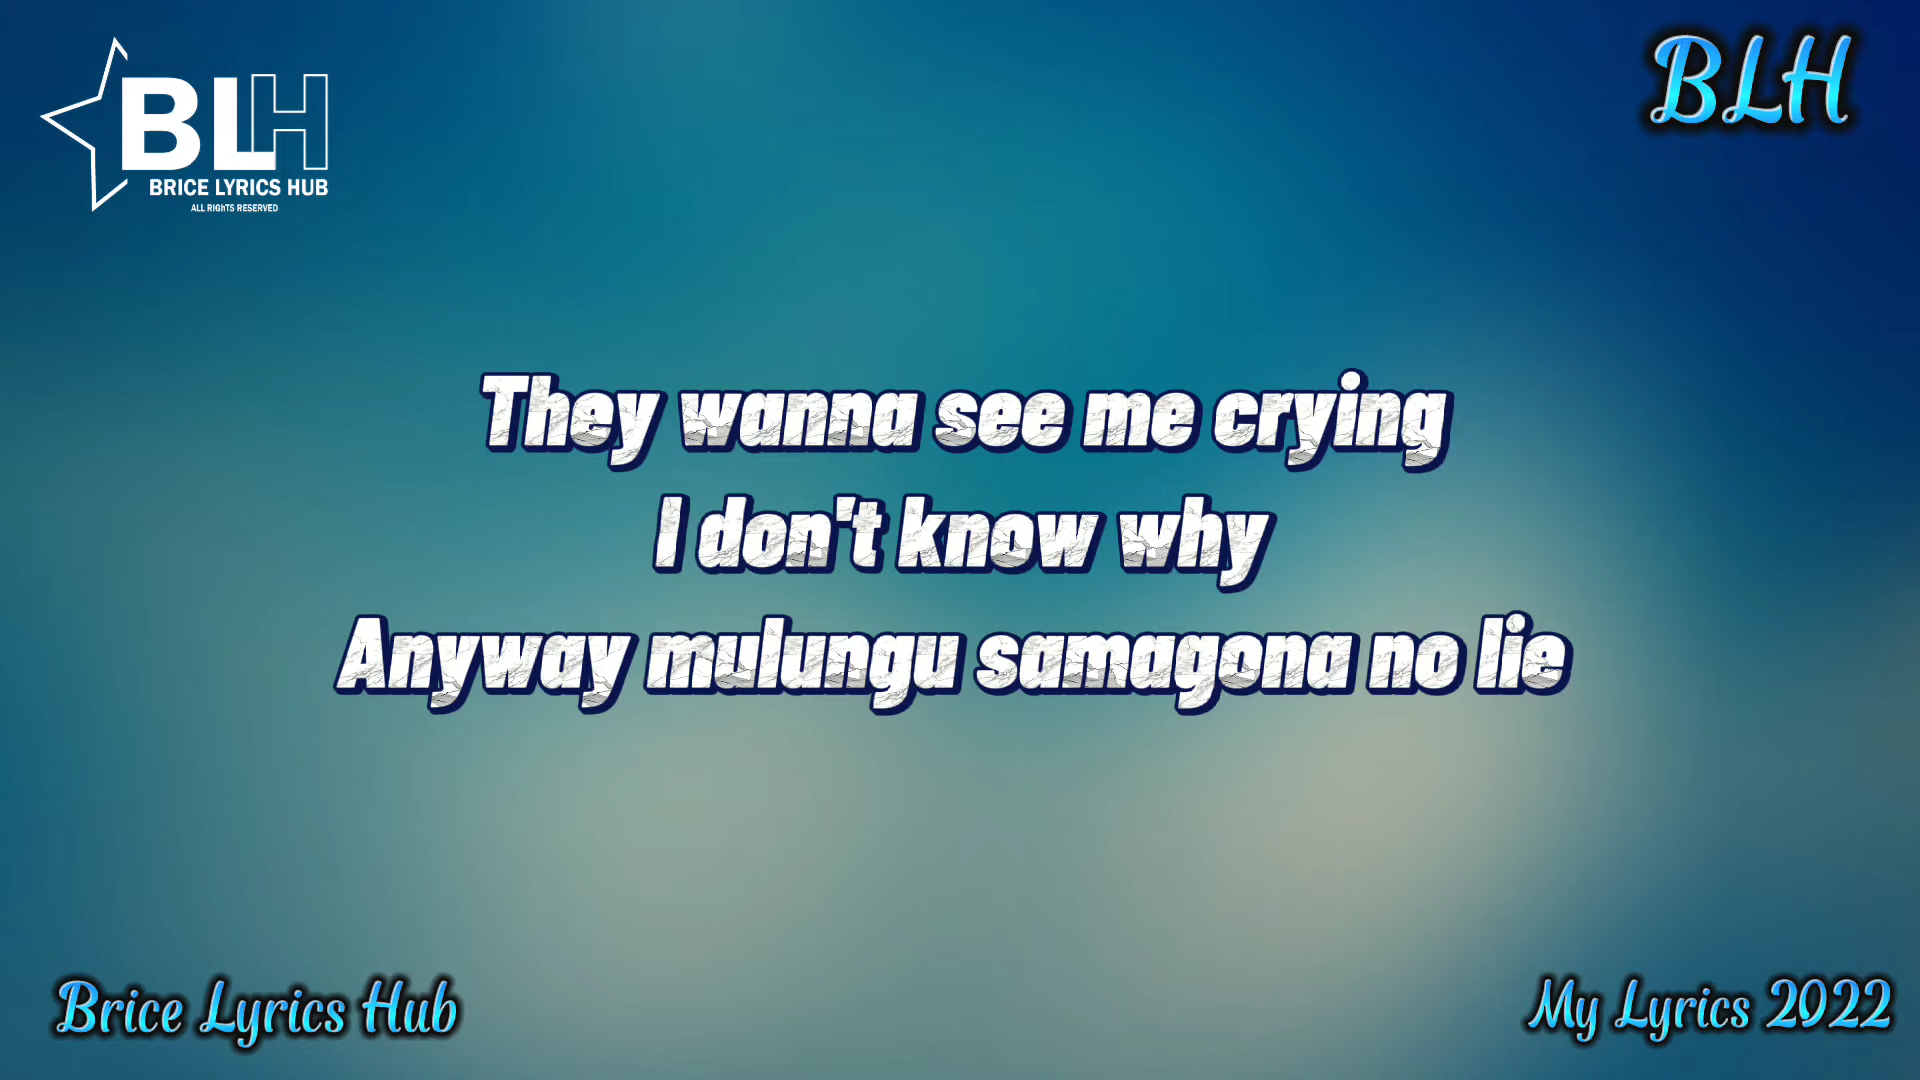 BLH
BRICE LYRICS HUB
ALL RIGHTS RESERVED
BLH
They wanna see me crying
I don't know why
Anyway mulungu samagona no lie
Brice Lyrics Hub
My Lyrics 2022